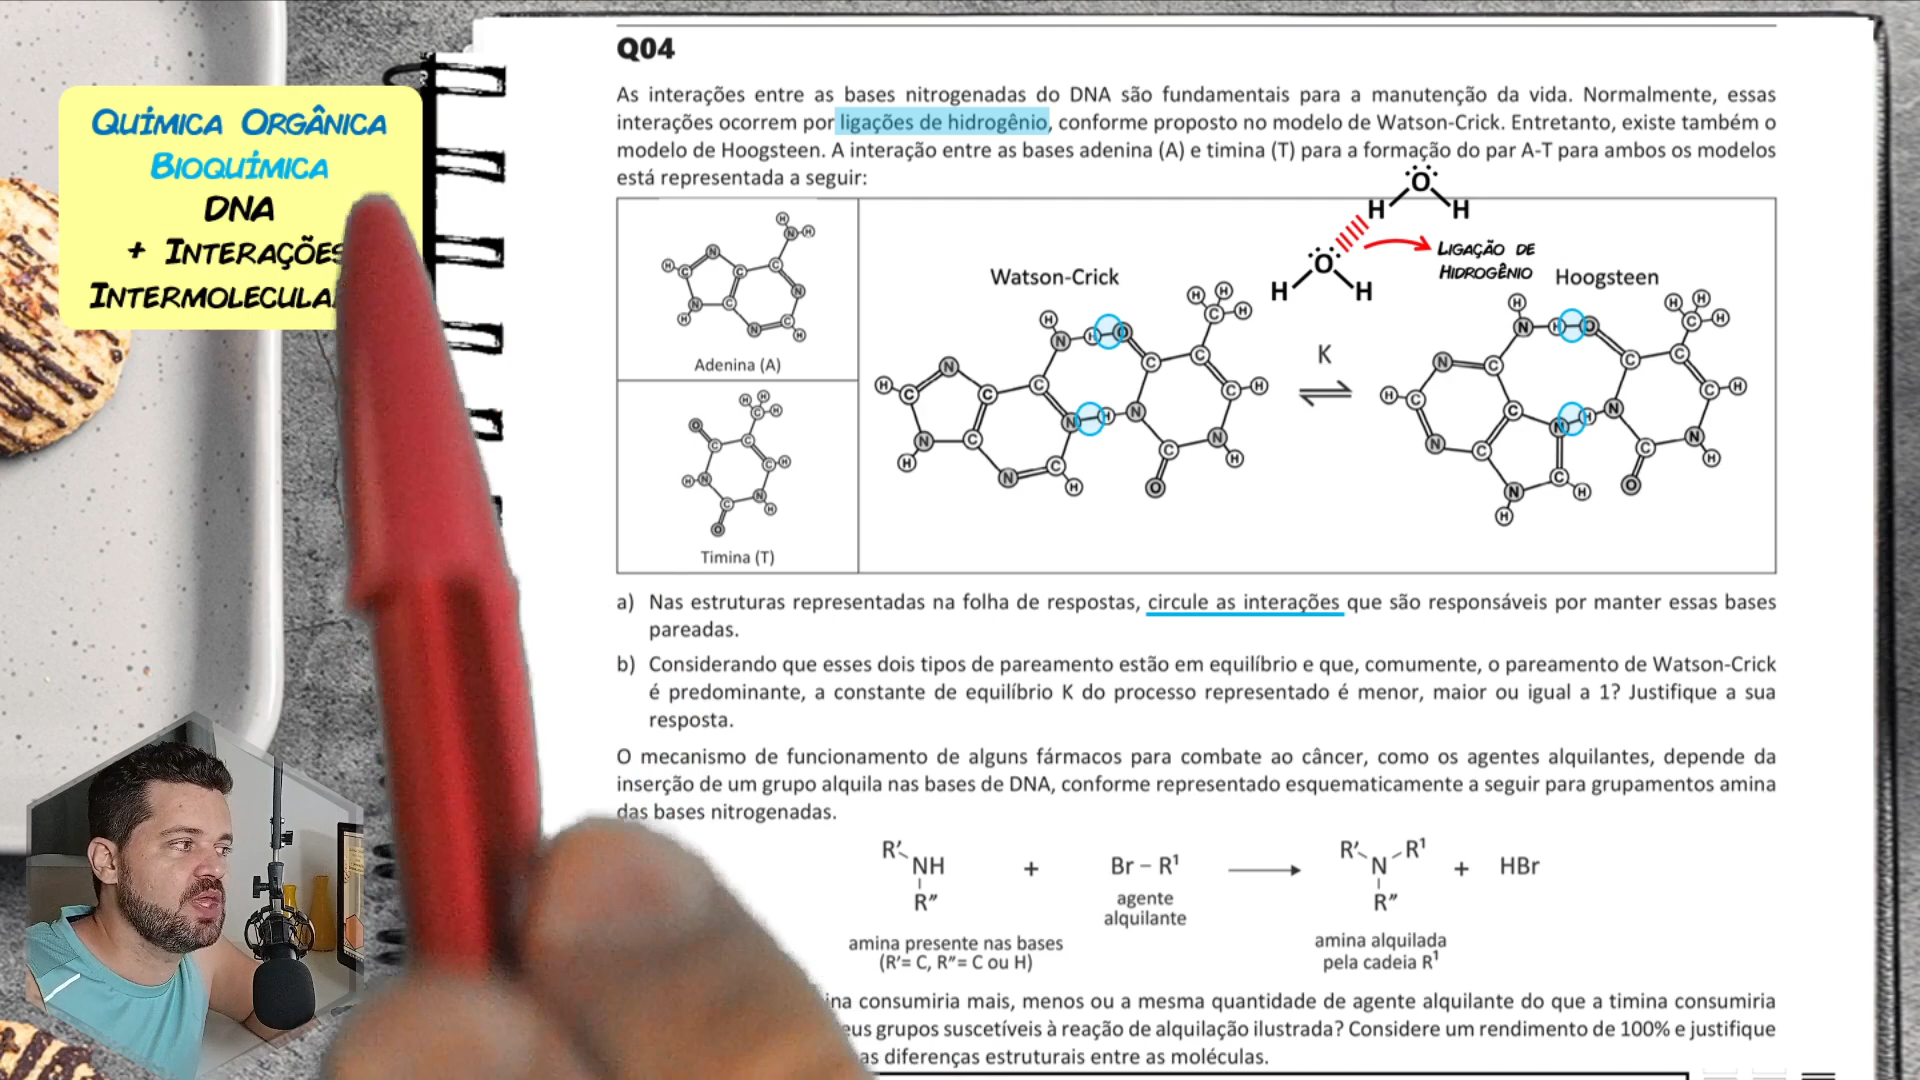 QUÍMICA ORGÂNICA
BIOQUÍMICA
DNA
+ INTERAÇÕES
Q04
As interações entre as bases nitrogenadas do DNA são fundamentais para a manutenção da vida. Normalmente, essas
interações ocorrem por ligações de hidrogênio, conforme proposto no modelo de Watson-Crick. Entretanto, existe também o
modelo de Hoogsteen. A interação entre as bases adenina (A) e timina (T) para a formação do par A-T para ambos os modelos
está representada a seguir:
Adenina (A)
Timina (T)
Watson-Crick
H O H
H O H
LIGAÇÃO DE
HIDROGÊNIO
K
Hoogsteen
a) Nas estruturas representadas na folha de respostas, circule as interações que são responsáveis por manter essas bases
pareadas.
b) Considerando que esses dois tipos de pareamento estão em equilíbrio e que, comumente, o pareamento de Watson-Crick
é predominante, a constante de equilíbrio K do processo representado é menor, maior ou igual a 1? Justifique a sua
resposta.
O mecanismo de funcionamento de alguns fármacos para combate ao câncer, como os agentes alquilantes, depende da
inserção de um grupo alquila nas bases de DNA, conforme representado esquematicamente a seguir para grupamentos amina
das bases nitrogenadas.
R′ R¹
NH + Br – R¹ N + HBr
R″ R″
agente
alquilante
amina presente nas bases
(R′= C, R″= C ou H)
amina alquilada
pela cadeia R¹
consumiria mais, menos ou a mesma quantidade de agente alquilante do que a timina consumiria
grupos suscetíveis à reação de alquilação ilustrada? Considere um rendimento de 100% e justifique
as diferenças estruturais entre as moléculas.